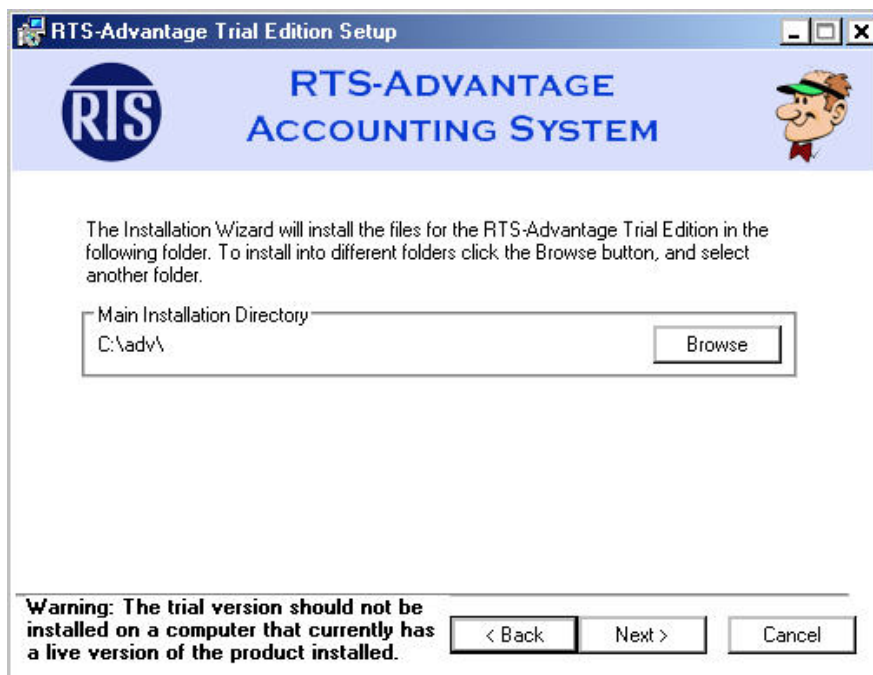 RTS-Advantage Trial Edition Setup
RTS
RTS-ADVANTAGE
ACCOUNTING SYSTEM
The Installation Wizard will install the files for the RTS-Advantage Trial Edition in the
following folder. To install into different folders click the Browse button, and select
another folder.
Main Installation Directory
C:\adv\
Browse
Warning: The trial version should not be
installed on a computer that currently has
a live version of the product installed.
< Back
Next >
Cancel